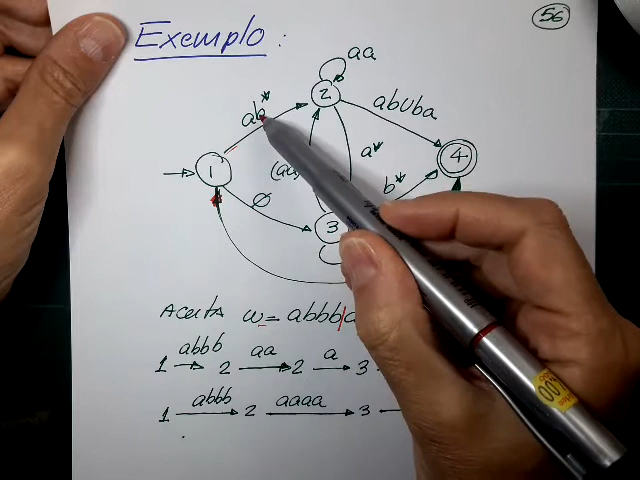 56
Exemplo :
aa
ab*
2
abUba
a*
4
1
(aa
b*
∅
3
Aceita w = abbb|a
1 abbb → 2 aa → 2 a → 3
1 abbb → 2 aaaa → 3